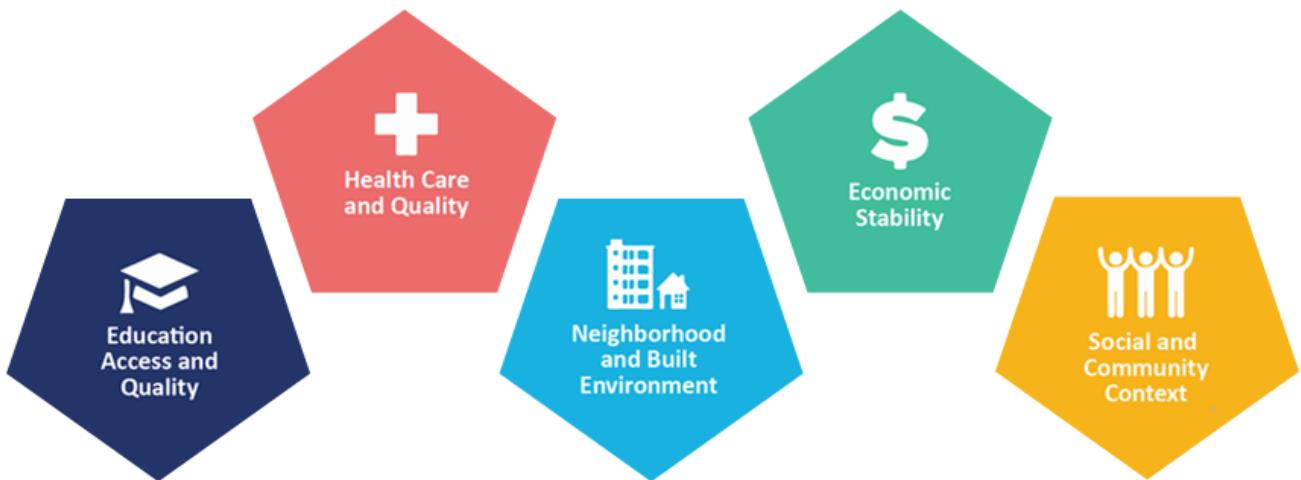 Education
Access and
Quality
Health Care
and Quality
Neighborhood
and Built
Environment
Economic
Stability
Social and
Community
Context